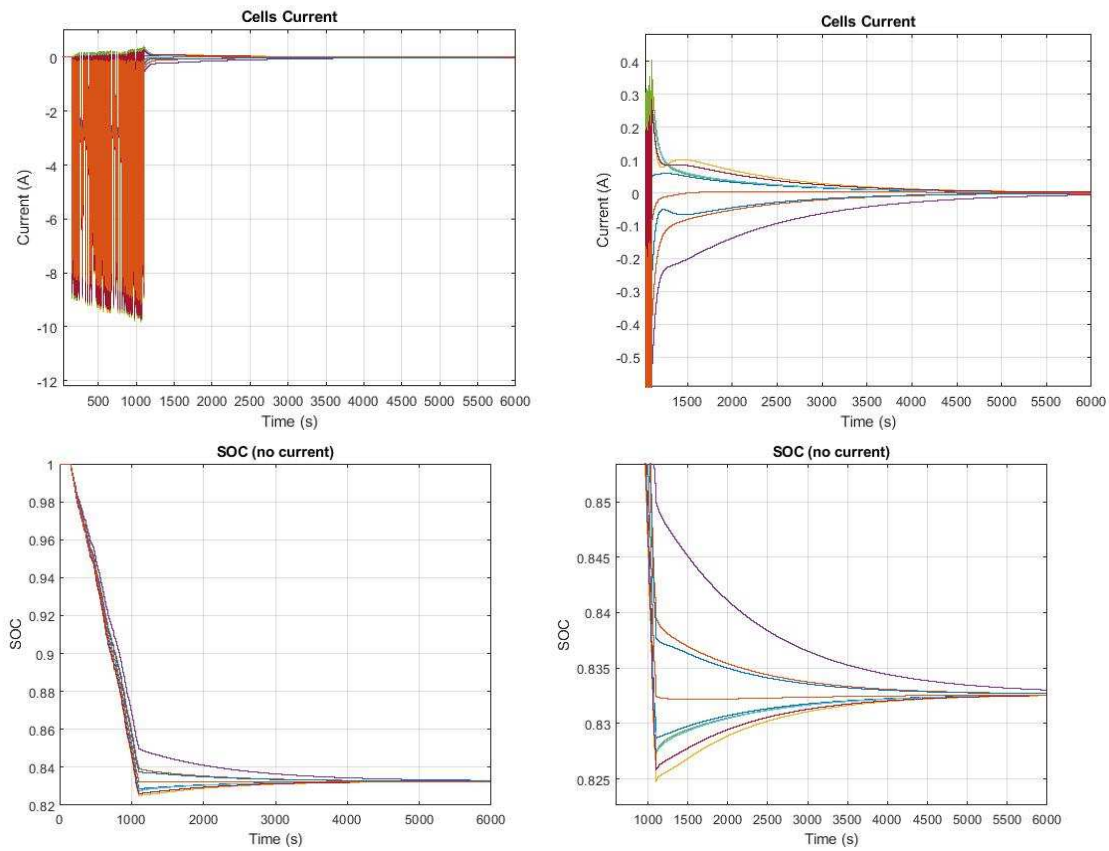 Cells Current
0
-2
-4
-6
-8
-10
-12
Current (A)
500 1000 1500 2000 2500 3000 3500 4000 4500 5000 5500 6000
Time (s)
Cells Current
0.4
0.3
0.2
0.1
0
-0.1
-0.2
-0.3
-0.4
-0.5
Current (A)
1500 2000 2500 3000 3500 4000 4500 5000 5500 6000
Time (s)
SOC (no current)
1
0.98
0.96
0.94
0.92
0.9
0.88
0.86
0.84
0.82
SOC
0 1000 2000 3000 4000 5000 6000
Time (s)
SOC (no current)
0.85
0.845
0.84
0.835
0.83
0.825
SOC
1000 1500 2000 2500 3000 3500 4000 4500 5000 5500 6000
Time (s)